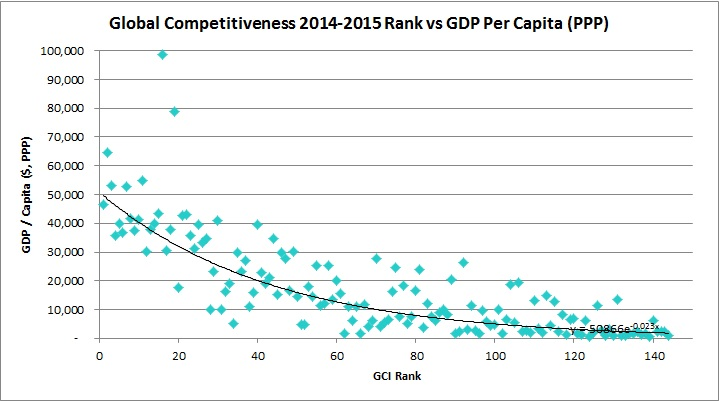 Global Competitiveness 2014-2015 Rank vs GDP Per Capita (PPP)
100,000
90,000
80,000
70,000
60,000
50,000
40,000
30,000
20,000
10,000
-
GDP / Capita ($, PPP)
y = 50866e-0.023x
0 20 40 60 80 100 120 140
GCI Rank